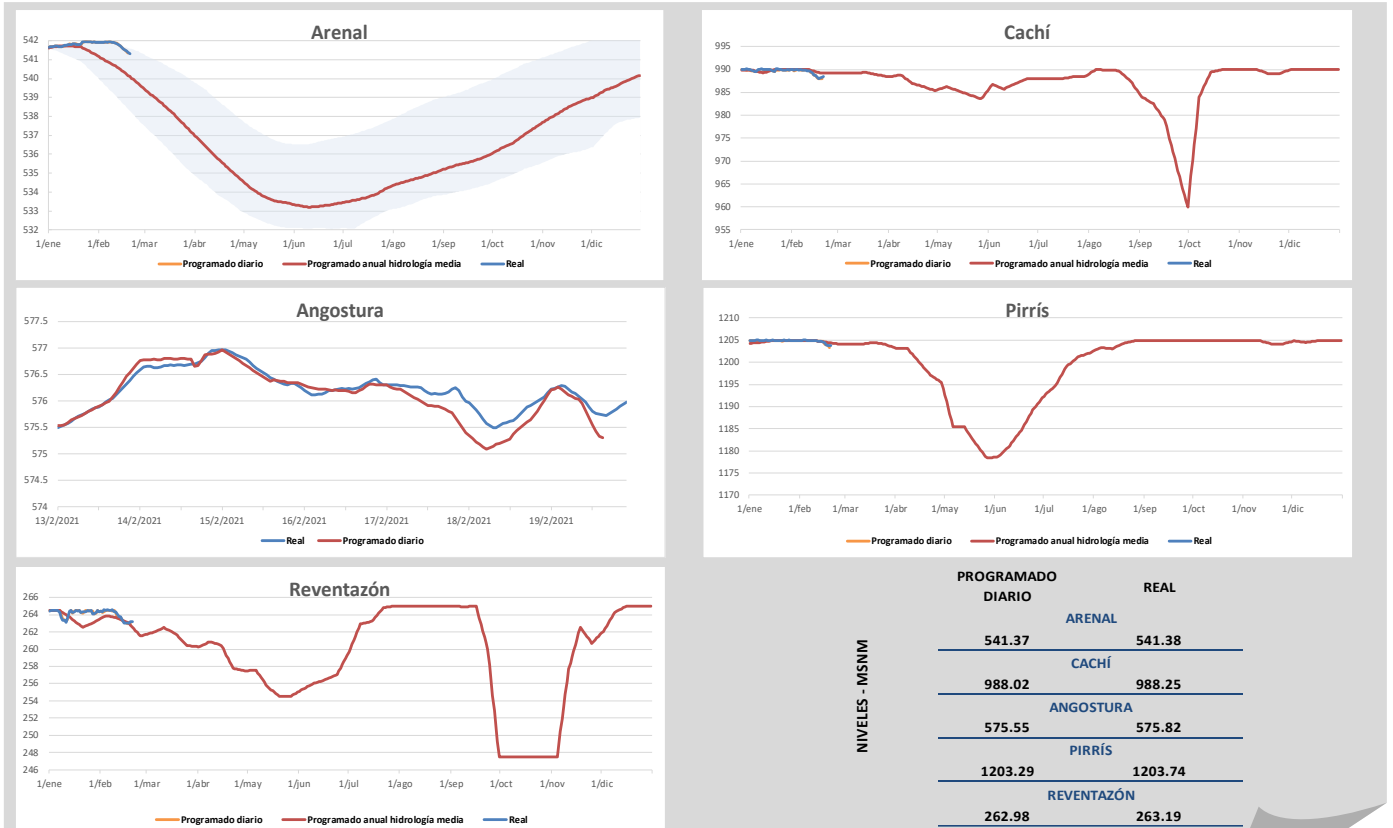 Arenal
542
541
540
539
537
536
535
534
533
532
1/ene 1/feb 1/mar 1/abr 1/may 1/jun 1/jul 1/ago 1/sep 1/oct 1/nov 1/dic
Programado diario Programado anual hidrología media Real
Cachí
995
990
985
980
975
970
965
960
955
1/ene 1/feb 1/mar 1/abr 1/may 1/jun 1/jul 1/ago 1/sep 1/oct 1/nov 1/dic
Programado diario Programado anual hidrología media Real
Angostura
577.5
577
576.5
576
575.5
575
574.5
574
13/2/2021 14/2/2021 15/2/2021 16/2/2021 17/2/2021 18/2/2021 19/2/2021
Real Programado diario
Pirrís
1210
1205
1200
1195
1190
1185
1180
1175
1170
1/ene 1/feb 1/mar 1/abr 1/may 1/jun 1/jul 1/ago 1/sep 1/oct 1/nov 1/dic
Programado diario Programado anual hidrología media Real
Reventazón
266
264
262
260
258
256
254
252
250
248
246
1/ene 1/feb 1/mar 1/abr 1/may 1/jun 1/jul 1/ago 1/sep 1/oct 1/nov 1/dic
Programado diario Programado anual hidrología media Real
NIVELES - MSNM
PROGRAMADO
DIARIO REAL
ARENAL
541.37 541.38
CACHÍ
988.02 988.25
ANGOSTURA
575.55 575.82
PIRRÍS
1203.29 1203.74
REVENTAZÓN
262.98 263.19